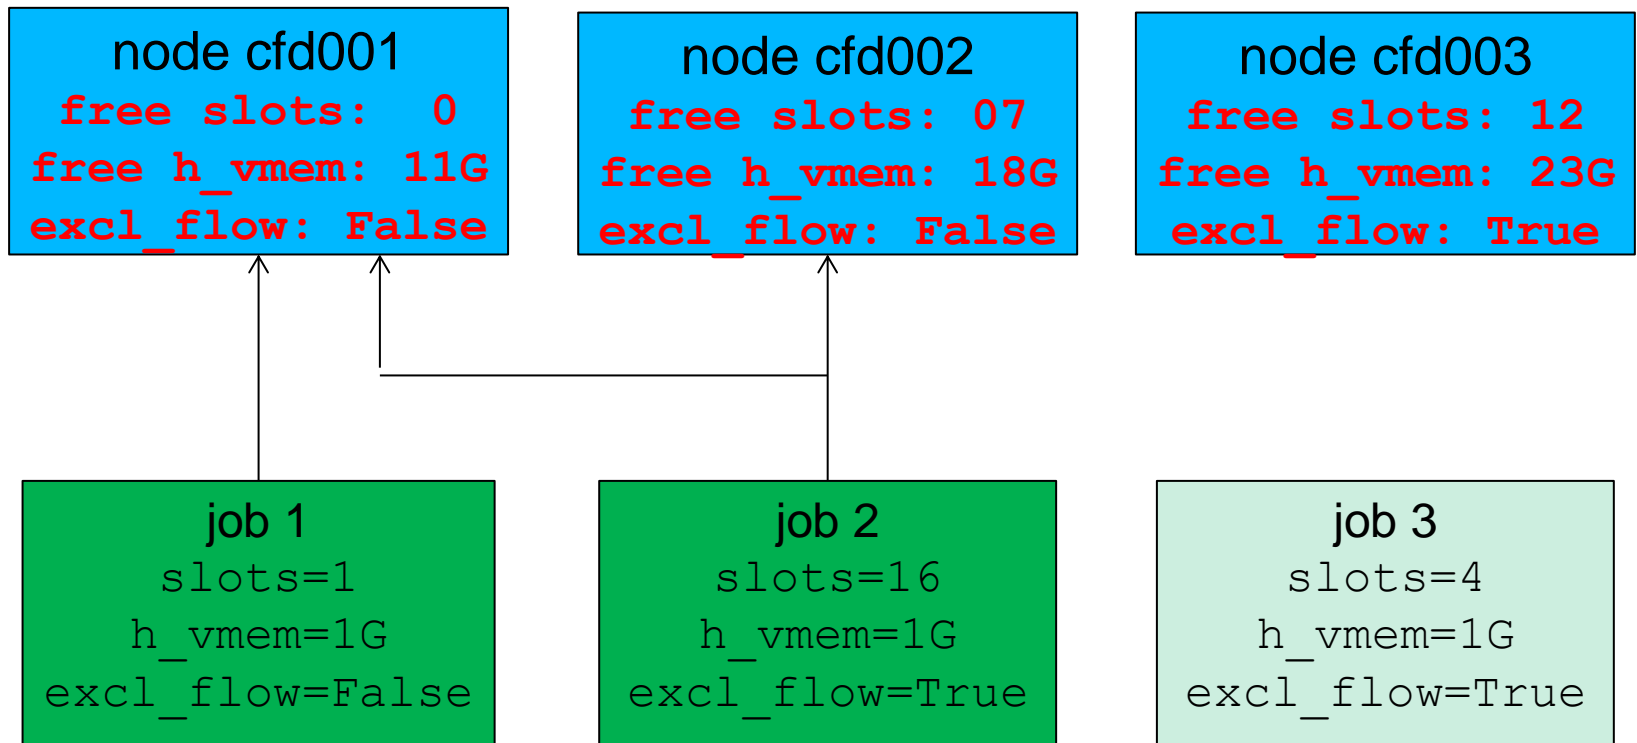 node cfd001
free slots:  0
free h_vmem: 11G
excl_flow: False
node cfd002
free slots: 07
free h_vmem: 18G
excl_flow: False
node cfd003
free slots: 12
free h_vmem: 23G
excl_flow: True
job 1
slots=1
h_vmem=1G
excl_flow=False
job 2
slots=16
h_vmem=1G
excl_flow=True
job 3
slots=4
h_vmem=1G
excl_flow=True